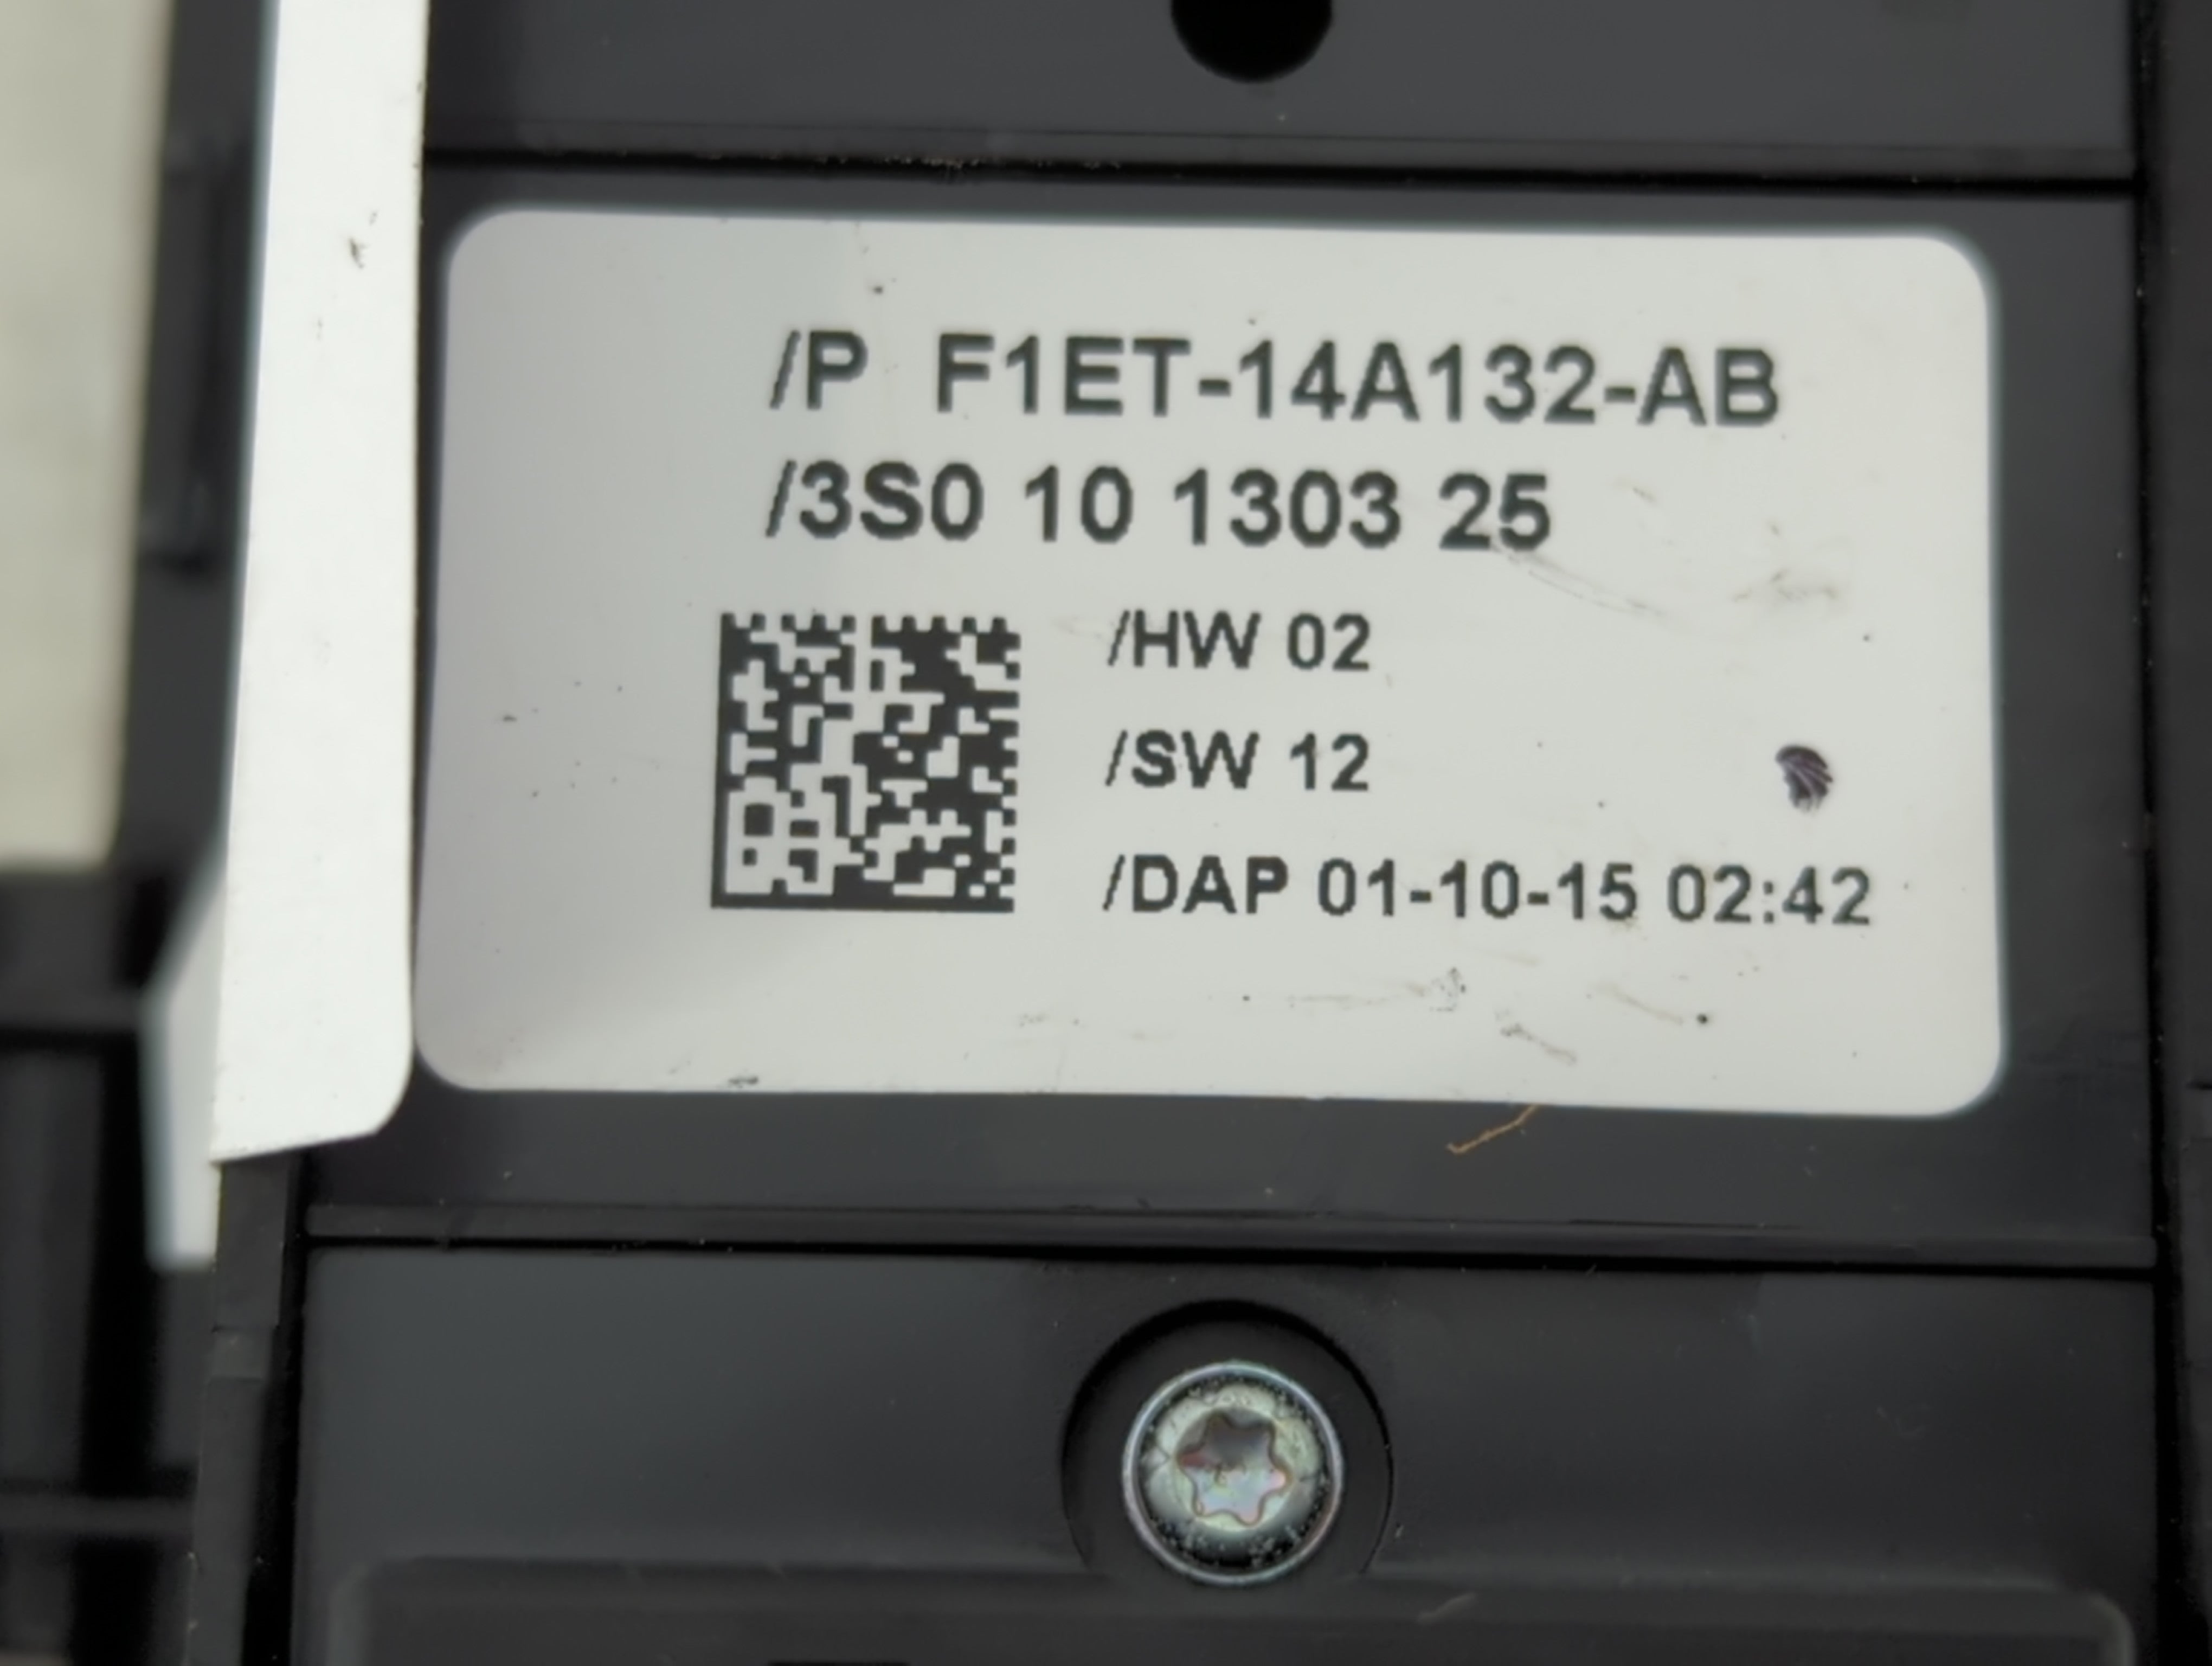 /P F1ET-14A132-AB
/3S0 10 1303 25
/HW 02
/SW 12
/DAP 01-10-15 02:42